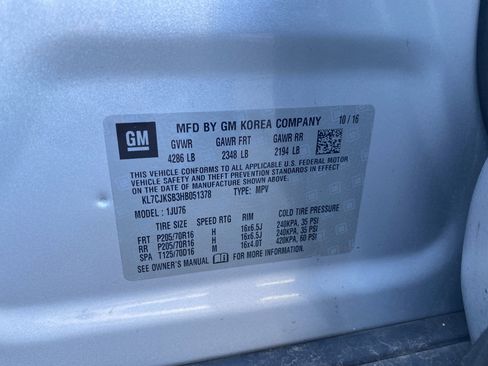 GM
MFD BY GM KOREA COMPANY 10 / 16
GVWR GAWR FRT GAWR RR
4286 LB 2348 LB 2194 LB
THIS VEHICLE CONFORMS TO ALL APPLICABLE U.S. FEDERAL MOTOR
VEHICLE SAFETY AND THEFT PREVENTION STANDARDS IN EFFECT
ON THE DATE OF MANUFACTURE SHOWN ABOVE.
KL7CJKSB3HB051378 TYPE: MPV
MODEL: 1JU76
TIRE SIZE SPEED RTG RIM COLD TIRE PRESSURE
FRT P205/70R16 H 16x6.5J 240KPA, 35 PSI
RR P205/70R16 H 16x6.5J 240KPA, 35 PSI
SPA T125/70D16 M 16x4.0T 420KPA, 60 PSI
SEE OWNER'S MANUAL FOR MORE INFORMATION